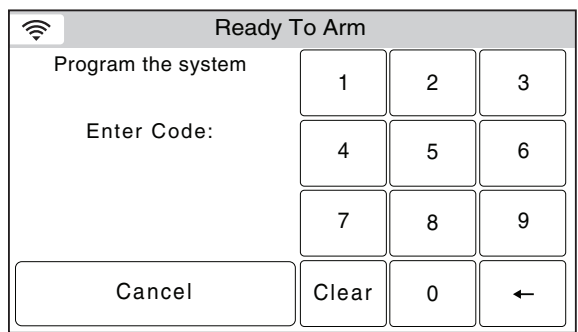 Ready To Arm
Program the system
Enter Code:
1 2 3
4 5 6
7 8 9
Cancel Clear 0 ←